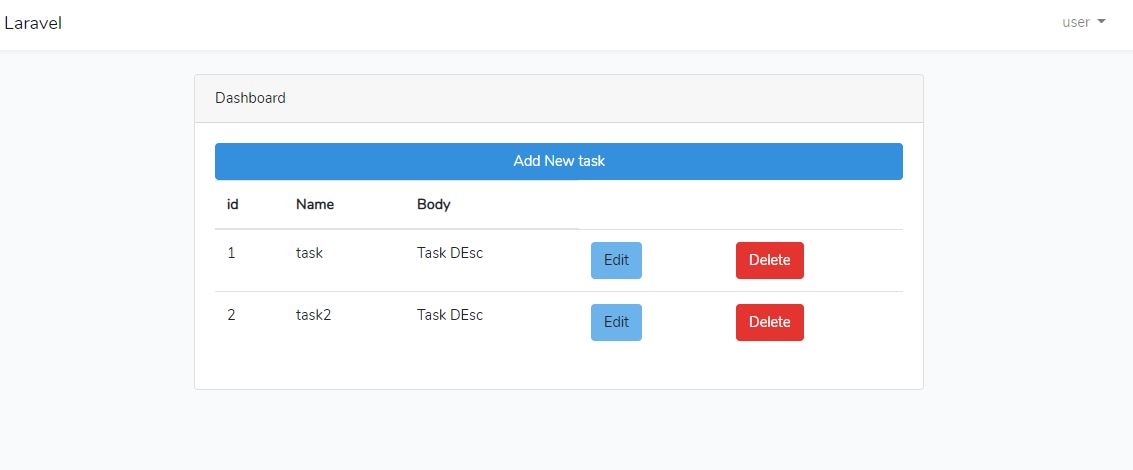 Laravel user
Dashboard
Add New task
id Name Body
1 task Task DEsc Edit Delete
2 task2 Task DEsc Edit Delete